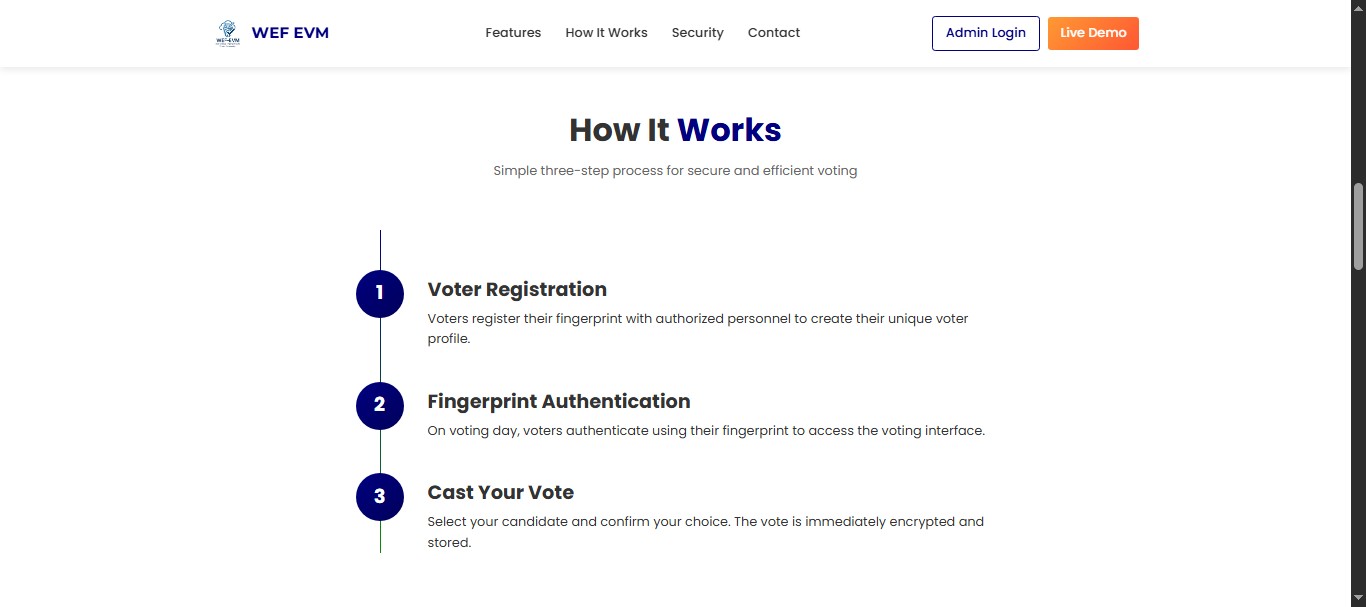 WEF EVM
Features
How It Works
Security
Contact
Admin Login
Live Demo
How It Works
Simple three-step process for secure and efficient voting
1
Voter Registration
Voters register their fingerprint with authorized personnel to create their unique voter
profile.
2
Fingerprint Authentication
On voting day, voters authenticate using their fingerprint to access the voting interface.
3
Cast Your Vote
Select your candidate and confirm your choice. The vote is immediately encrypted and
stored.